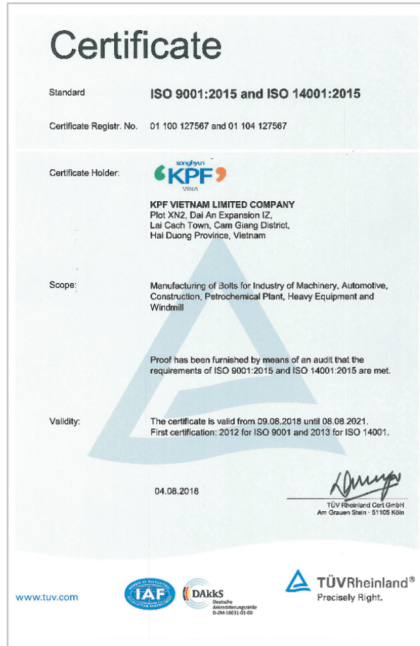 Certificate
Standard ISO 9001:2015 and ISO 14001:2015
Certificate Registr. No. 01 100 127567 and 01 104 127567
Certificate Holder:
songhyun
KPF
VINA
KPF VIETNAM LIMITED COMPANY
Plot XN2, Dai An Expansion IZ,
Lai Cach Town, Cam Giang District,
Hai Duong Province, Vietnam
Scope: Manufacturing of Bolts for Industry of Machinery, Automotive,
Construction, Petrochemical Plant, Heavy Equipment and
Windmill
Proof has been furnished by means of an audit that the
requirements of ISO 9001:2015 and ISO 14001:2015 are met.
Validity: The certificate is valid from 09.08.2018 until 08.08.2021.
First certification: 2012 for ISO 9001 and 2013 for ISO 14001.
04.08.2018
TÜV Rheinland Cert GmbH
Am Grauen Stein · 51105 Köln
www.tuv.com
IAF
DAkkS
Deutsche
Akkreditierungsstelle
D-ZM-16031-01-00
TÜVRheinland®
Precisely Right.